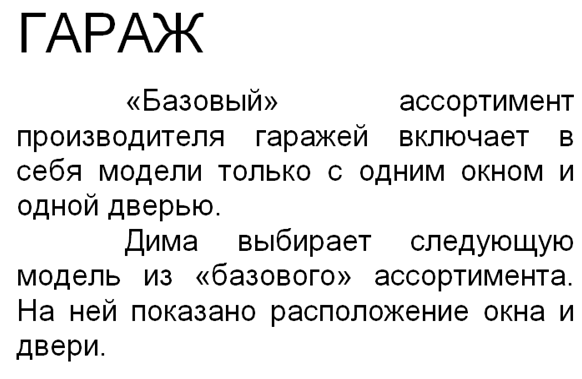 ГАРАЖ
«Базовый» ассортимент
производителя гаражей включает в
себя модели только с одним окном и
одной дверью.
Дима выбирает следующую
модель из «базового» ассортимента.
На ней показано расположение окна и
двери.